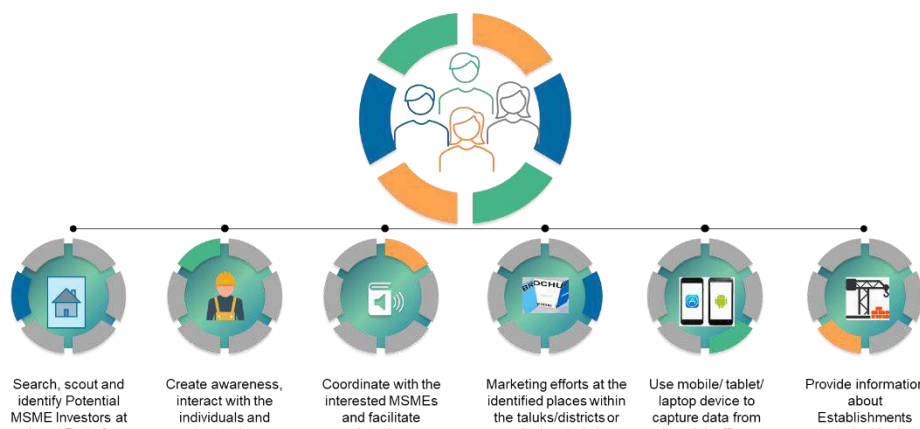 BROCHU
Search, scout and
identify Potential
MSME Investors at
Create awareness,
interact with the
individuals and
Coordinate with the
interested MSMEs
and facilitate
Marketing efforts at the
identified places within
the taluks/districts or
Use mobile/ tablet/
laptop device to
capture data from
Provide information
about
Establishments